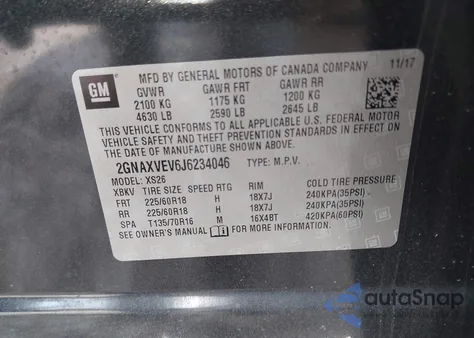 GM
MFD BY GENERAL MOTORS OF CANADA COMPANY 11/17
GVWR GAWR FRT GAWR RR
2100 KG 1175 KG 1200 KG
4630 LB 2590 LB 2645 LB
THIS VEHICLE CONFORMS TO ALL APPLICABLE U.S. FEDERAL MOTOR
VEHICLE SAFETY AND THEFT PREVENTION STANDARDS IN EFFECT ON
THE DATE OF MANUFACTURE SHOWN ABOVE.
2GNAXVEV6J6234046 TYPE: M.P.V.
MODEL: XS26
XBKV TIRE SIZE SPEED RTG RIM COLD TIRE PRESSURE
FRT 225/60R18 H 18X7J 240KPA(35PSI)
RR 225/60R18 H 18X7J 240KPA(35PSI)
SPA T135/70R16 M 16X4BT 420KPA(60PSI)
SEE OWNER'S MANUAL FOR MORE INFORMATION.
autoSnap